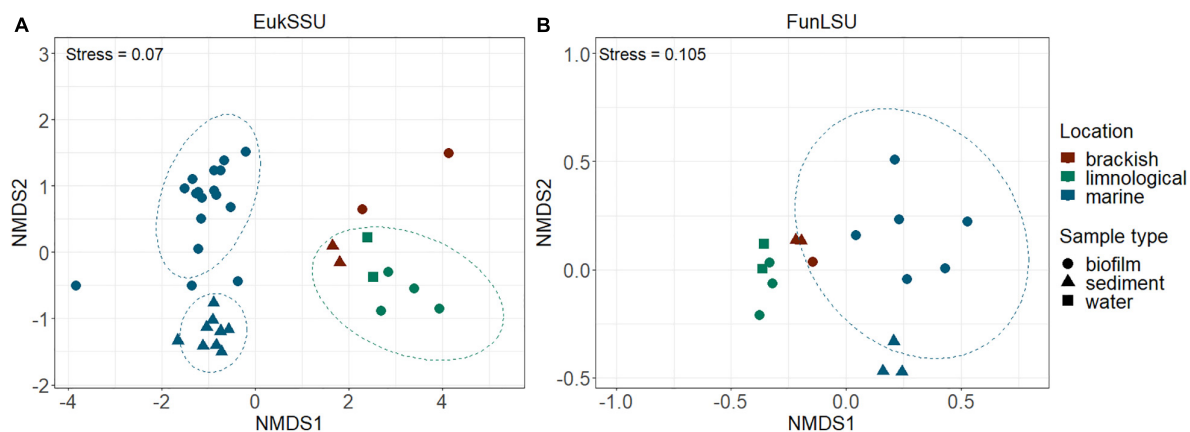 A
EukSSU
Stress = 0.07
3
2
1
0
-1
-2
NMDS2
-4
-2
0
2
4
NMDS1
B
FunLSU
Stress = 0.105
1.0
0.5
0.0
-0.5
NMDS2
-1.0
-0.5
0.0
0.5
NMDS1
Location
brackish
limnological
marine
Sample type
biofilm
sediment
water